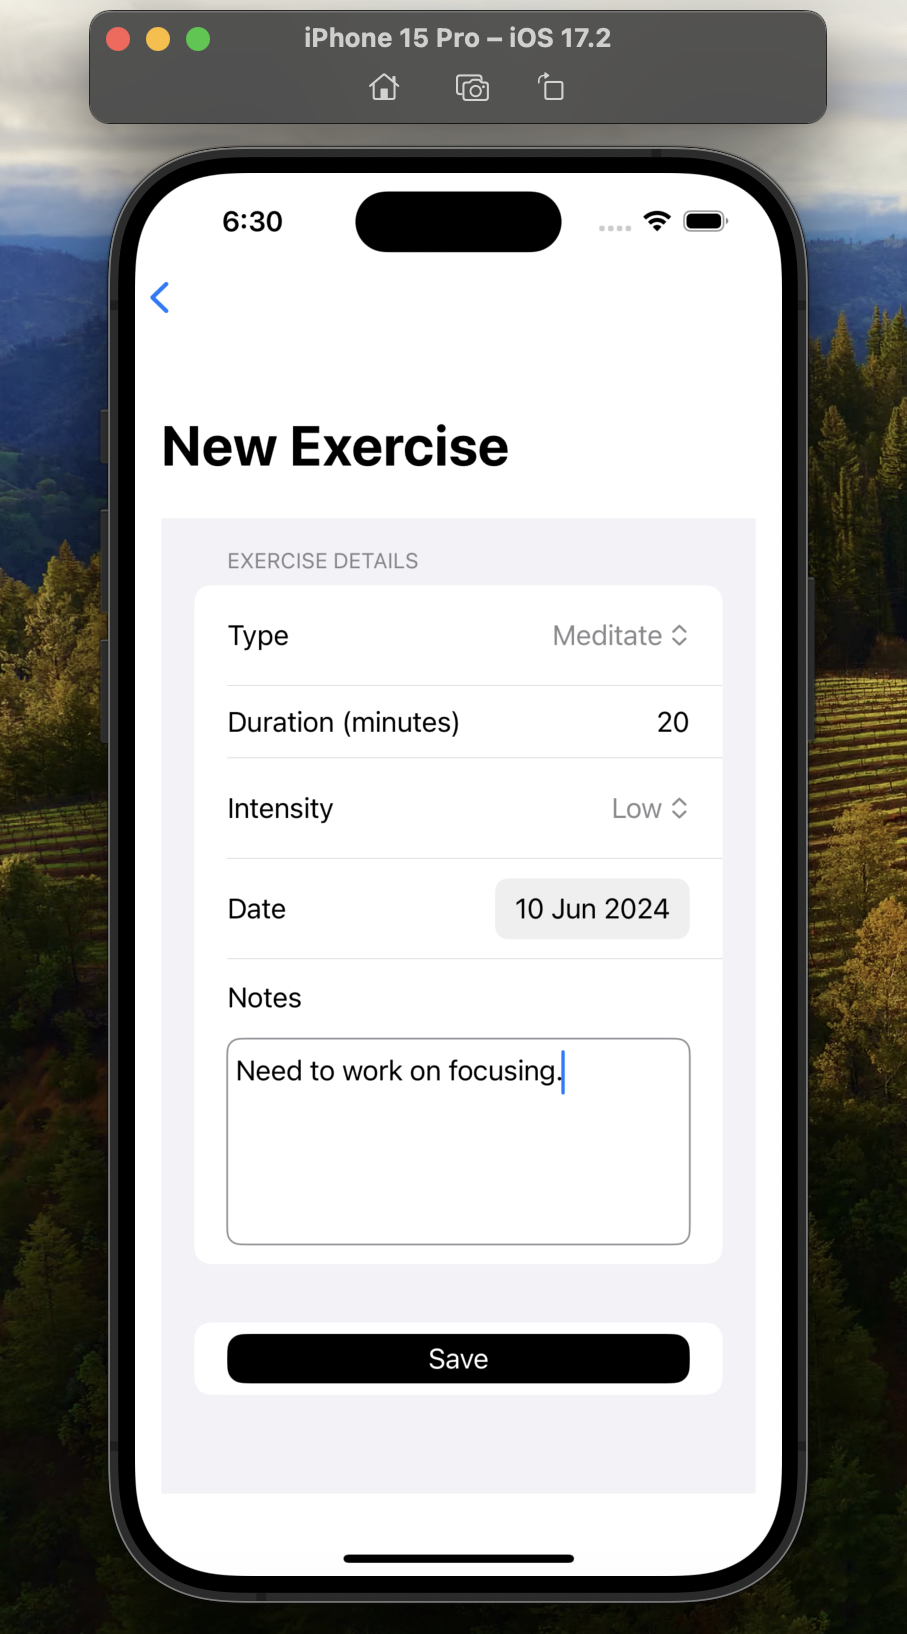 iPhone 15 Pro – iOS 17.2
6:30
New Exercise
EXERCISE DETAILS
Type Meditate
Duration (minutes) 20
Intensity Low
Date 10 Jun 2024
Notes
Need to work on focusing.
Save